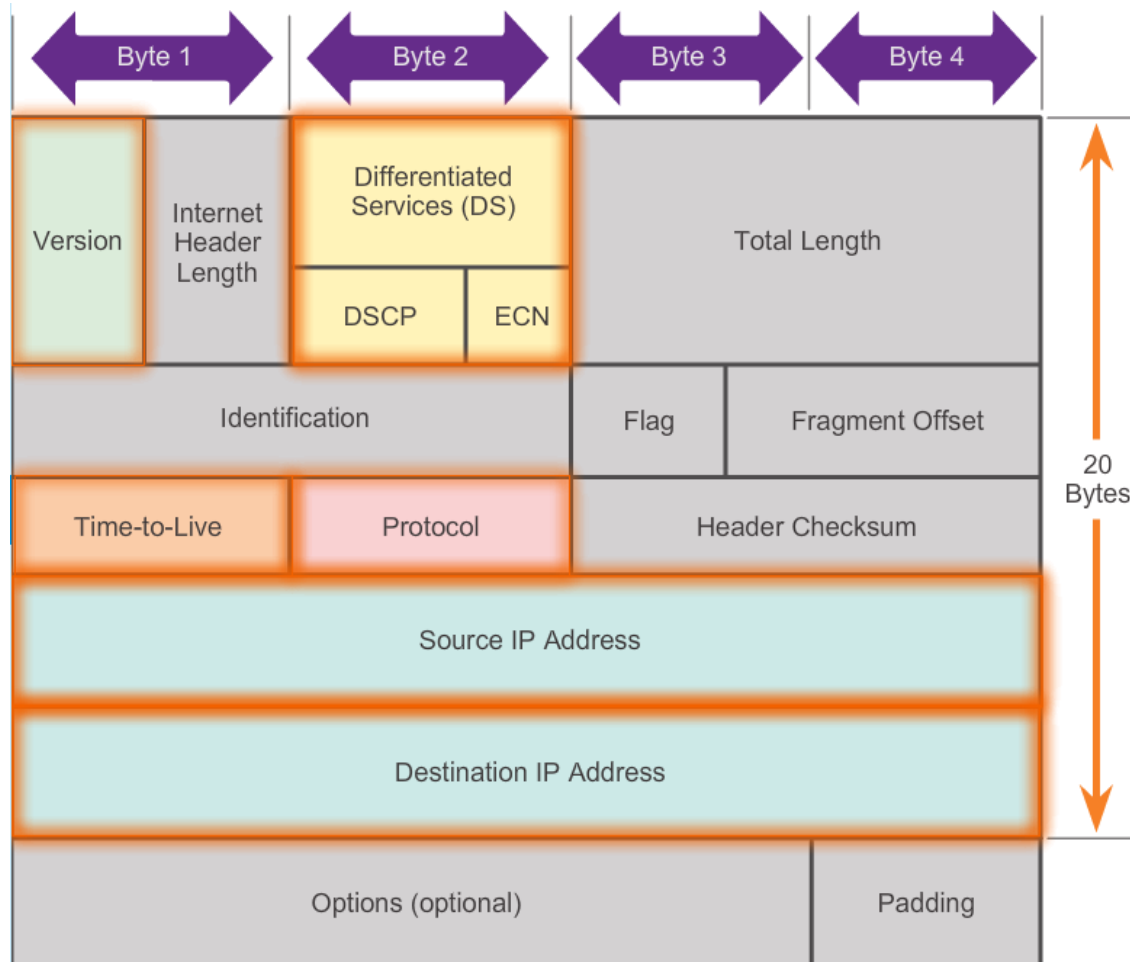 Byte 1
Byte 2
Byte 3
Byte 4
Version
Internet
Header
Length
Differentiated
Services (DS)
DSCP
ECN
Total Length
Identification
Flag
Fragment Offset
20
Bytes
Time-to-Live
Protocol
Header Checksum
Source IP Address
Destination IP Address
Options (optional)
Padding